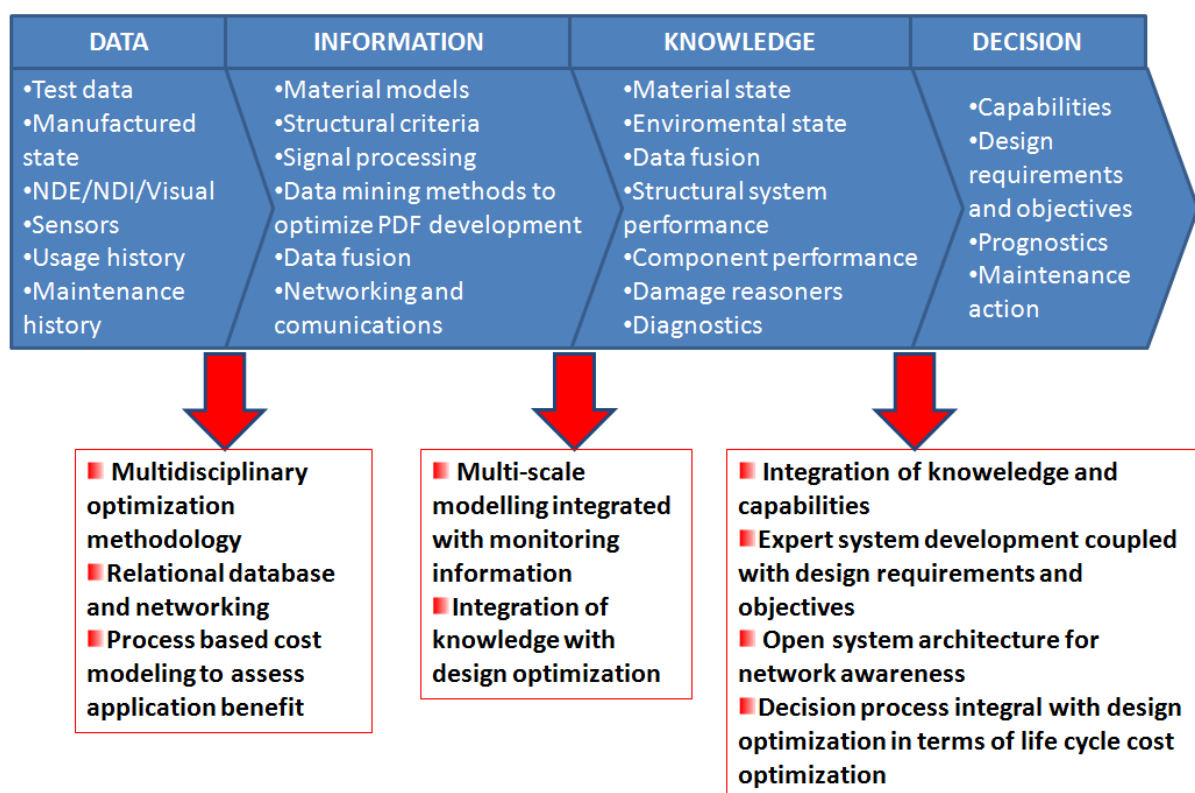 DATA
•Test data
•Manufactured
state
•NDE/NDI/Visual
•Sensors
•Usage history
•Maintenance
history
INFORMATION
•Material models
•Structural criteria
•Signal processing
•Data mining methods to
optimize PDF development
•Data fusion
•Networking and
comunications
KNOWLEDGE
•Material state
•Enviromental state
•Data fusion
•Structural system
performance
•Component performance
•Damage reasoners
•Diagnostics
DECISION
•Capabilities
•Design
requirements
and objectives
•Prognostics
•Maintenance
action
Multidisciplinary
optimization
methodology
Relational database
and networking
Process based cost
modeling to assess
application benefit
Multi-scale
modelling integrated
with monitoring
information
Integration of
knowledge with
design optimization
Integration of knoweledge and
capabilities
Expert system development coupled
with design requirements and
objectives
Open system architecture for
network awareness
Decision process integral with design
optimization in terms of life cycle cost
optimization